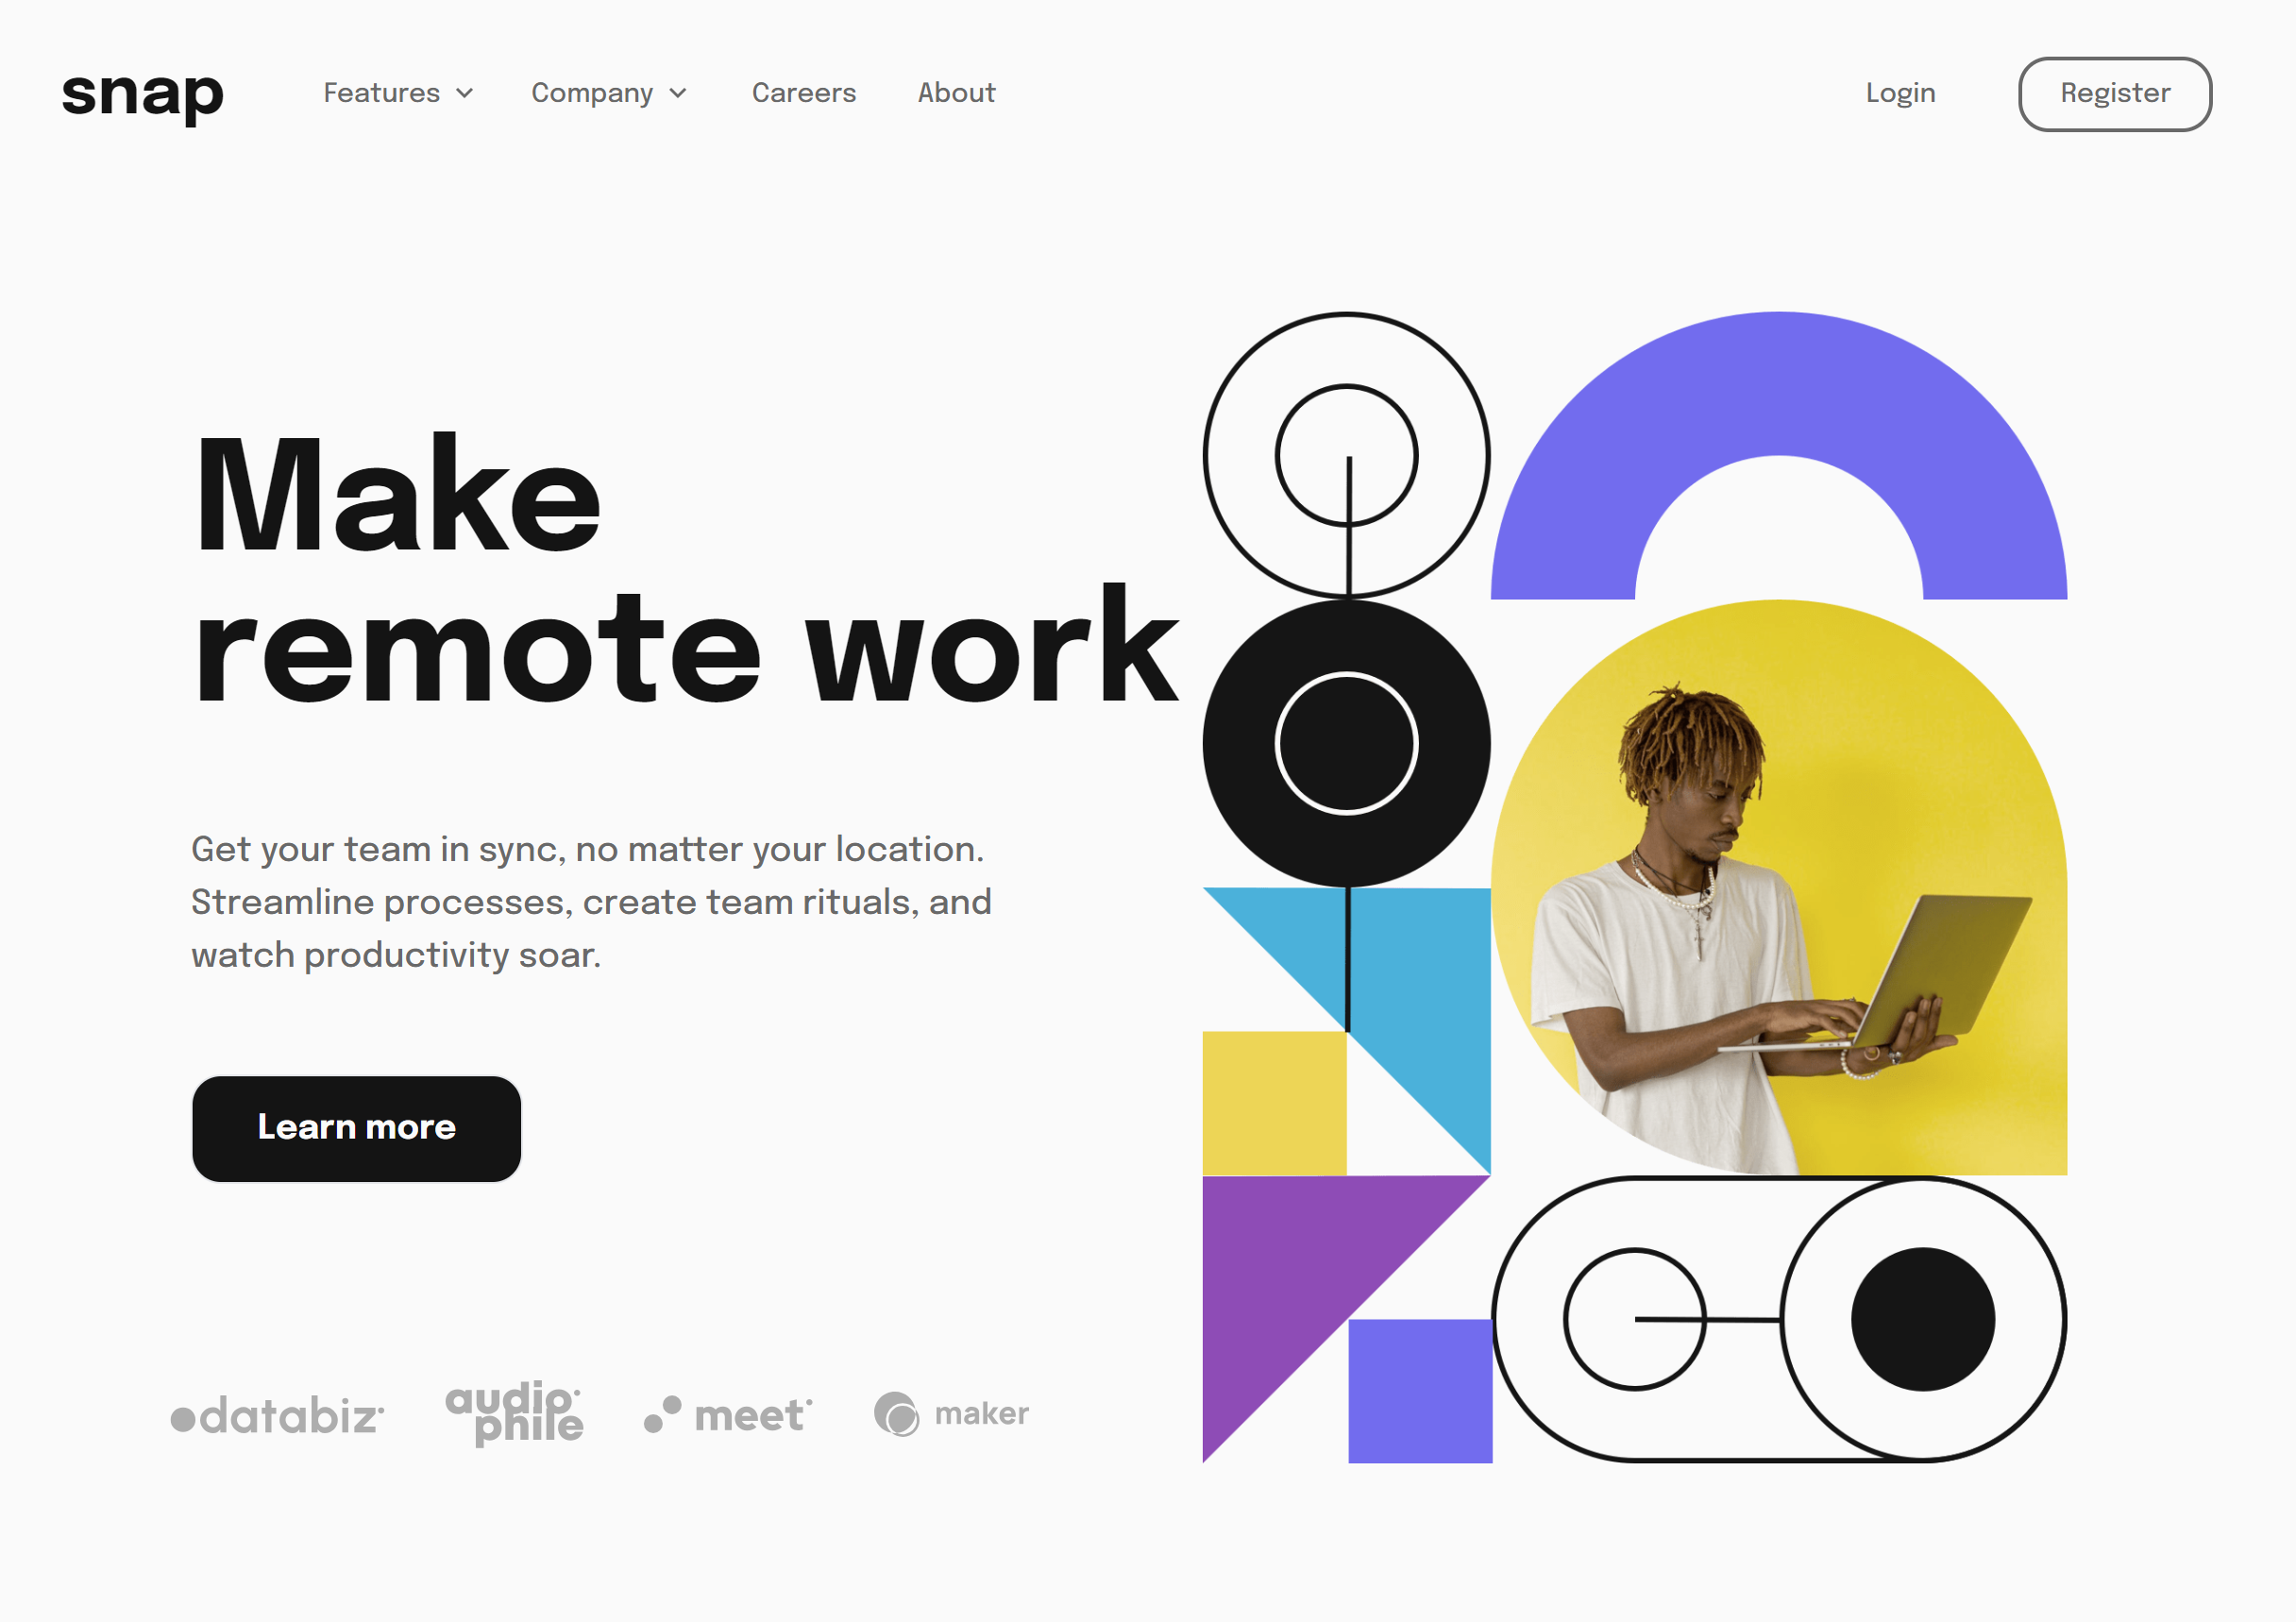 snap
Features
Company
Careers
About
Login
Register
Make
remote work
Get your team in sync, no matter your location.
Streamline processes, create team rituals, and
watch productivity soar.
Learn more
databiz
audio
phile
meet
maker